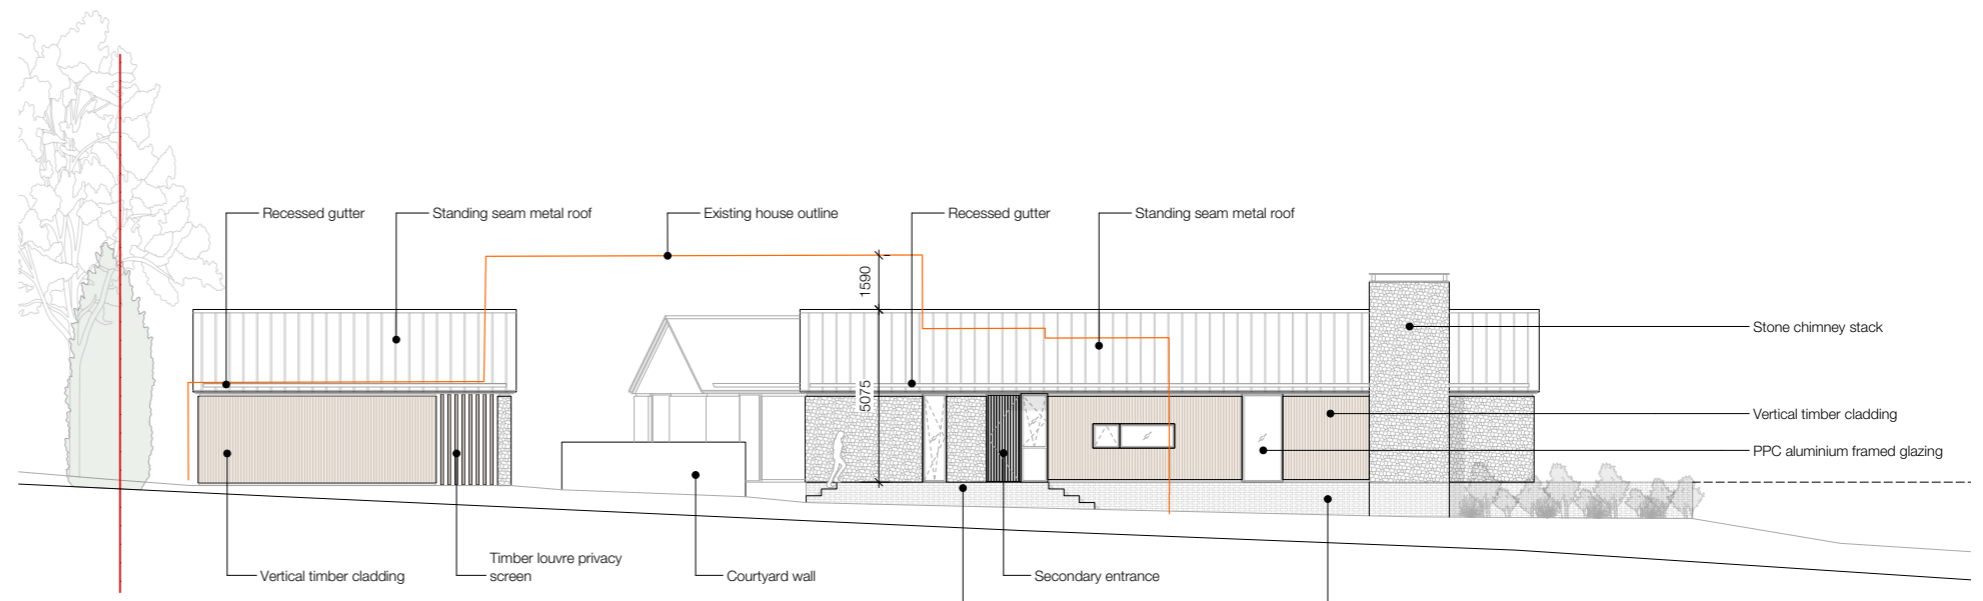 Recessed gutter
Standing seam metal roof
Existing house outline
Recessed gutter
Standing seam metal roof
1590
5075
Stone chimney stack
Vertical timber cladding
PPC aluminium framed glazing
Vertical timber cladding
Timber louvre privacy
screen
Courtyard wall
Secondary entrance